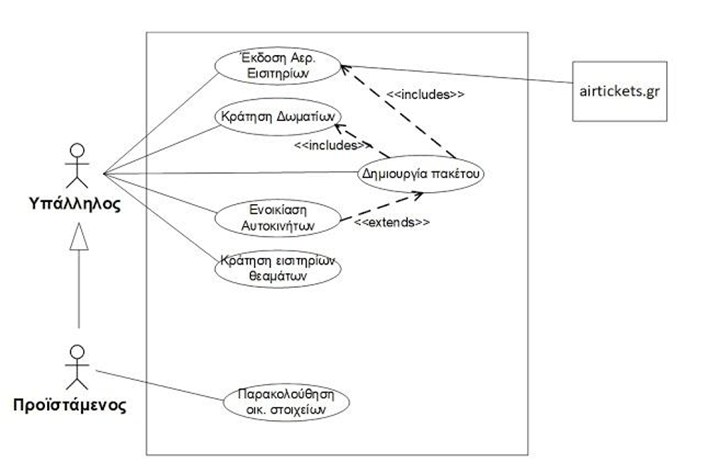 Έκδοση Αερ.
Εισιτηρίων
airtickets.gr
<<includes>>
Κράτηση Δωματίων
<<includes>>
Δημιουργία πακέτου
Υπάλληλος
Ενοικίαση
Αυτοκινήτων
<<extends>>
Κράτηση εισιτηρίων
θεαμάτων
Προϊστάμενος
Παρακολούθηση
οικ. στοιχείων